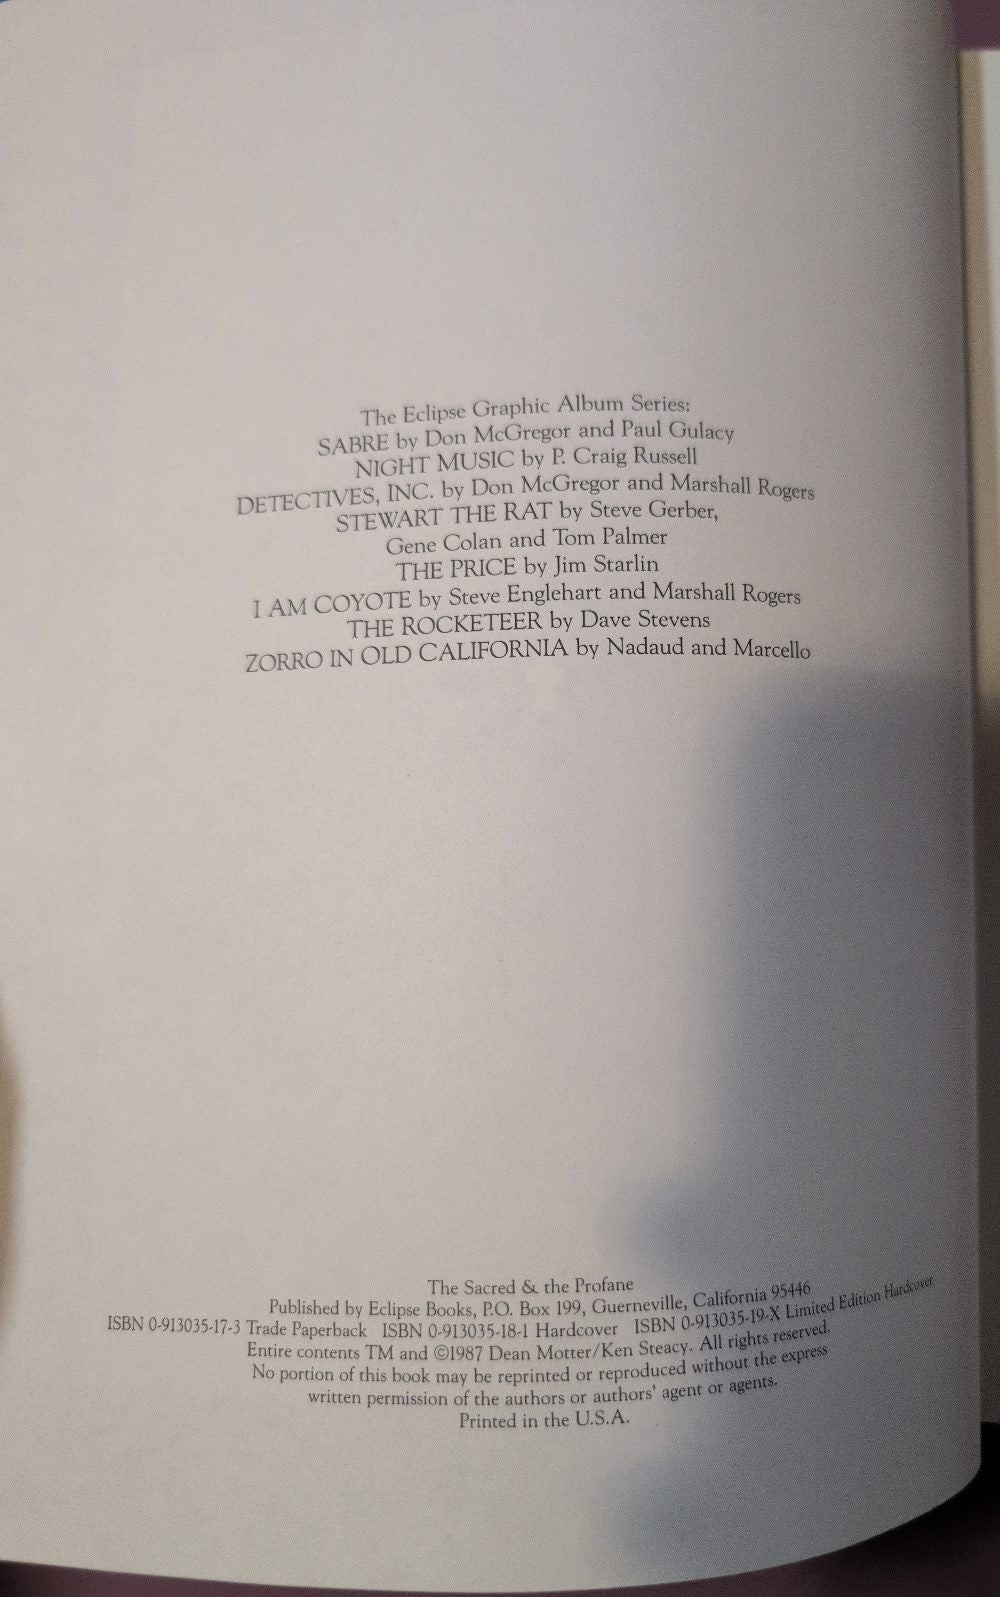 The Eclipse Graphic Album Series:
SABRE by Don McGregor and Paul Gulacy
NIGHT MUSIC by P. Craig Russell
DETECTIVES, INC. by Don McGregor and Marshall Rogers
STEWART THE RAT by Steve Gerber,
Gene Colan and Tom Palmer
THE PRICE by Jim Starlin
I AM COYOTE by Steve Englehart and Marshall Rogers
THE ROCKETEER by Dave Stevens
ZORRO IN OLD CALIFORNIA by Nadaud and Marcello
The Sacred & the Profane
Published by Eclipse Books, P.O. Box 199, Guerneville, California 95446
ISBN 0-913035-17-3 Trade Paperback ISBN 0-913035-18-1 Hardcover ISBN 0-913035-19-X Limited Edition Hardcover
Entire contents TM and ©1987 Dean Motter/Ken Steacy. All rights reserved.
No portion of this book may be reprinted or reproduced without the express
written permission of the authors or authors' agent or agents.
Printed in the U.S.A.